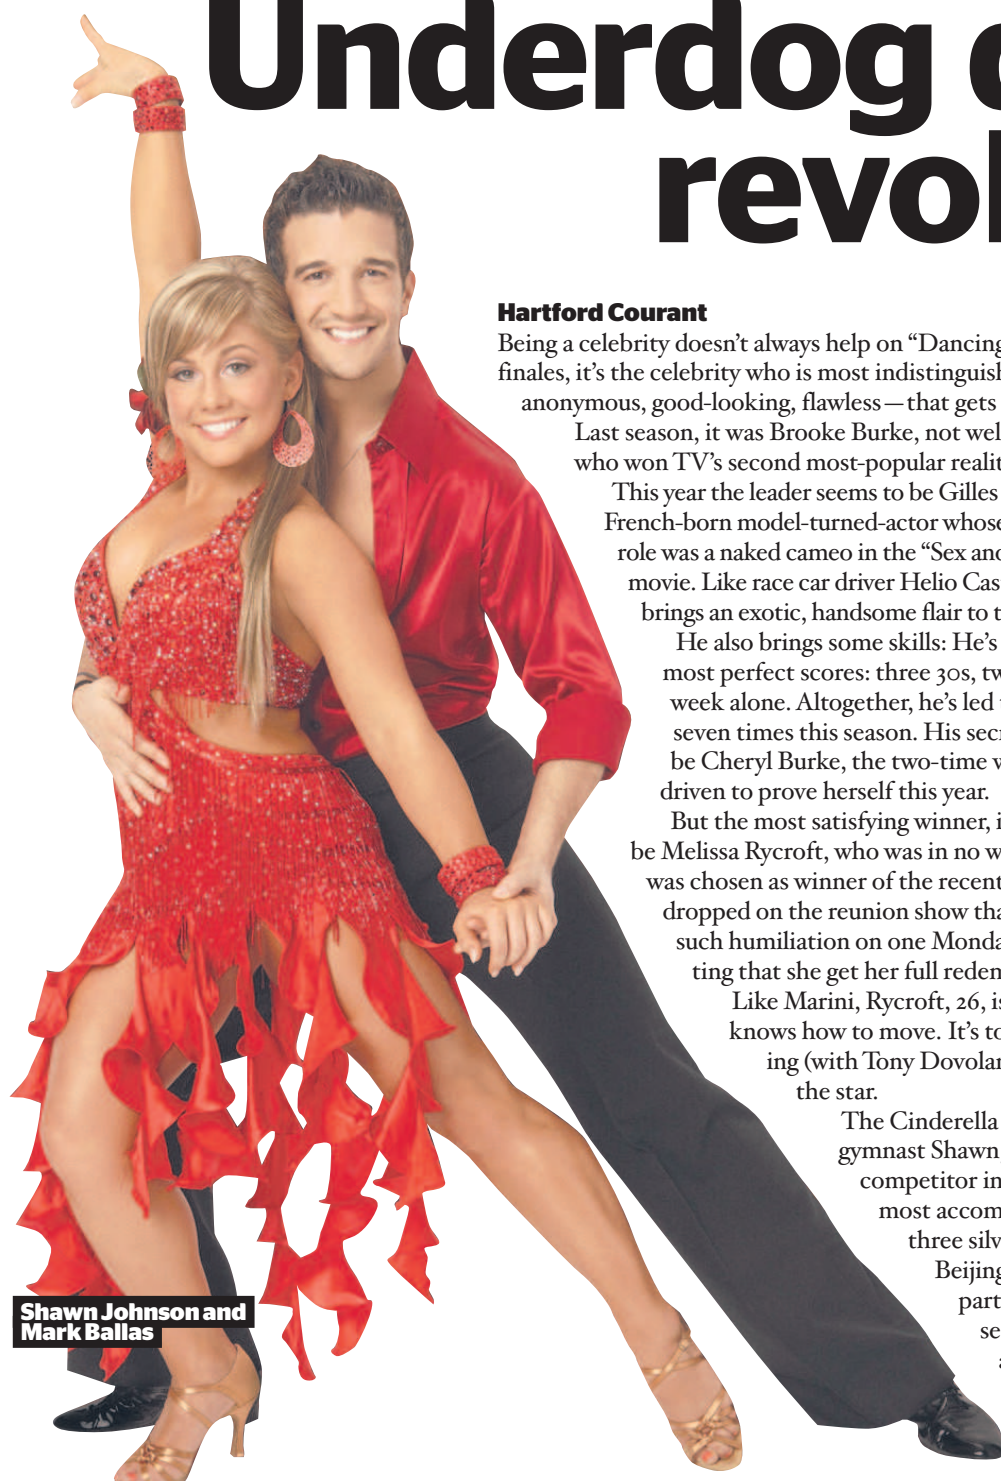 Underdog
revo
Hartford Courant
Being a celebrity doesn’t always help on “Dancing
finales, it’s the celebrity who is most indistinguish
anonymous, good-looking, flawless—that gets
Last season, it was Brooke Burke, not wel
who won TV’s second most-popular realit
This year the leader seems to be Gilles
French-born model-turned-actor whose
role was a naked cameo in the “Sex and
movie. Like race car driver Helio Cas
brings an exotic, handsome flair to t
He also brings some skills: He’s
most perfect scores: three 30s, tw
week alone. Altogether, he’s led
seven times this season. His secr
be Cheryl Burke, the two-time w
driven to prove herself this year.
But the most satisfying winner, i
be Melissa Rycroft, who was in no w
was chosen as winner of the recent
dropped on the reunion show tha
such humiliation on one Monda
ting that she get her full redem
Like Marini, Rycroft, 26, is
knows how to move. It’s to
ing (with Tony Dovolan
the star.
The Cinderella
gymnast Shawn
competitor in
most accom
three silv
Beijing
part
se
Shawn Johnson and
Mark Ballas